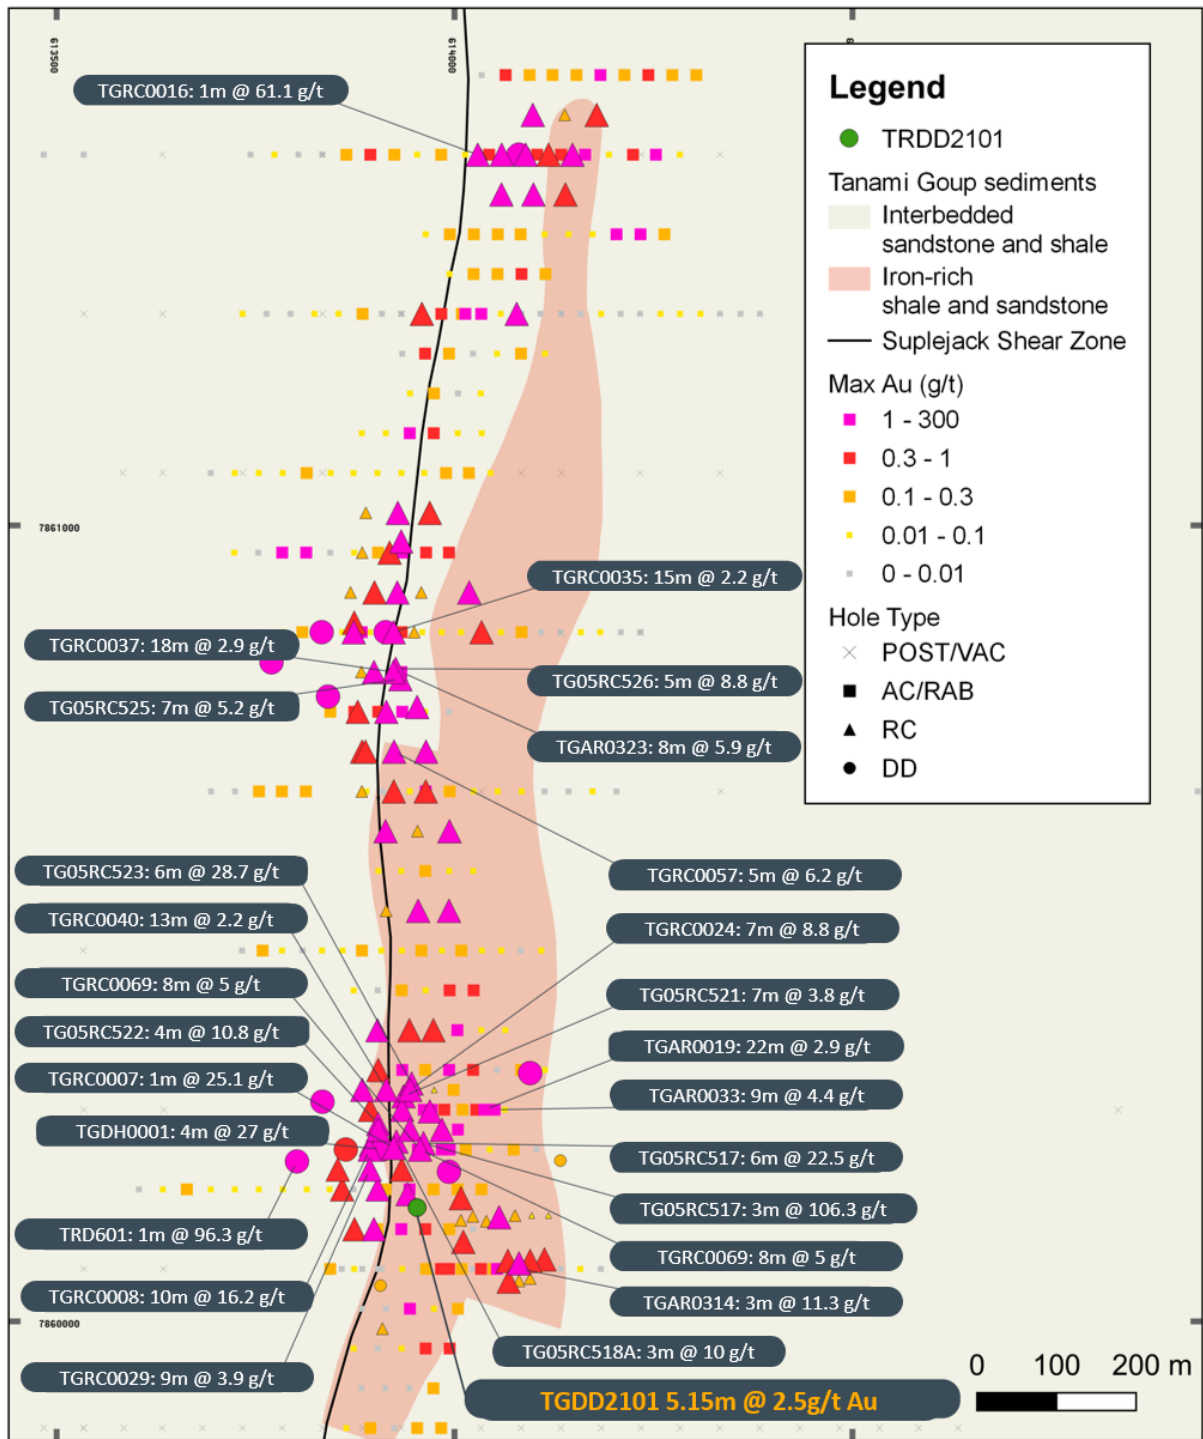 613500
614000
6
TGRC0016: 1m @ 61.1 g/t
Legend
TRDD2101
Tanami Goup sediments
Interbedded
sandstone and shale
Iron-rich
shale and sandstone
Suplejack Shear Zone
Max Au (g/t)
1 - 300
0.3 - 1
0.1 - 0.3
0.01 - 0.1
0 - 0.01
Hole Type
POST/VAC
AC/RAB
RC
DD
7861000
TGRC0035: 15m @ 2.2 g/t
TGRC0037: 18m @ 2.9 g/t
TG05RC526: 5m @ 8.8 g/t
TG05RC525: 7m @ 5.2 g/t
TGAR0323: 8m @ 5.9 g/t
TG05RC523: 6m @ 28.7 g/t
TGRC0057: 5m @ 6.2 g/t
TGRC0040: 13m @ 2.2 g/t
TGRC0024: 7m @ 8.8 g/t
TGRC0069: 8m @ 5 g/t
TG05RC521: 7m @ 3.8 g/t
TG05RC522: 4m @ 10.8 g/t
TGAR0019: 22m @ 2.9 g/t
TGRC0007: 1m @ 25.1 g/t
TGAR0033: 9m @ 4.4 g/t
TGDH0001: 4m @ 27 g/t
TG05RC517: 6m @ 22.5 g/t
TG05RC517: 3m @ 106.3 g/t
TRD601: 1m @ 96.3 g/t
TGRC0069: 8m @ 5 g/t
TGRC0008: 10m @ 16.2 g/t
TGAR0314: 3m @ 11.3 g/t
7860000
TG05RC518A: 3m @ 10 g/t
TGRC0029: 9m @ 3.9 g/t
0 100 200 m
TGDD2101 5.15m @ 2.5g/t Au